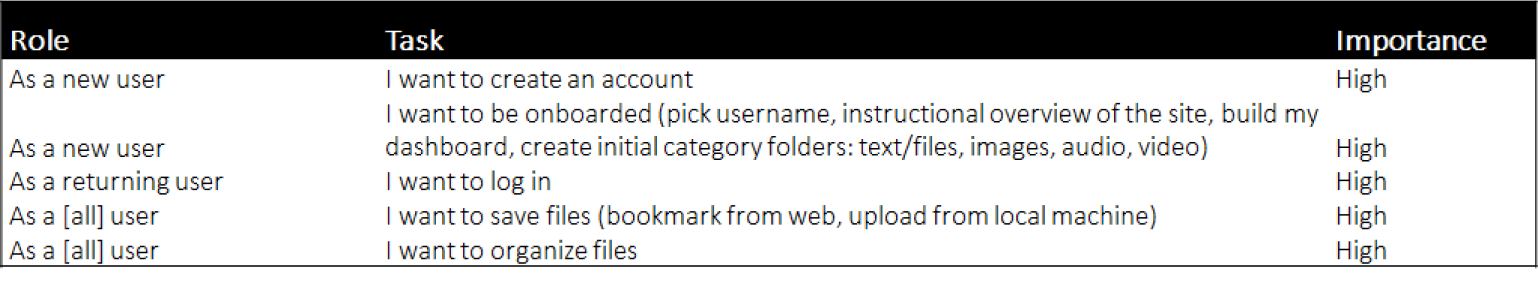 Role Task Importance
As a new user I want to create an account High
I want to be onboarded (pick username, instructional overview of the site, build my
As a new user dashboard, create initial category folders: text/files, images, audio, video) High
As a returning user I want to log in High
As a [all] user I want to save files (bookmark from web, upload from local machine) High
As a [all] user I want to organize files High